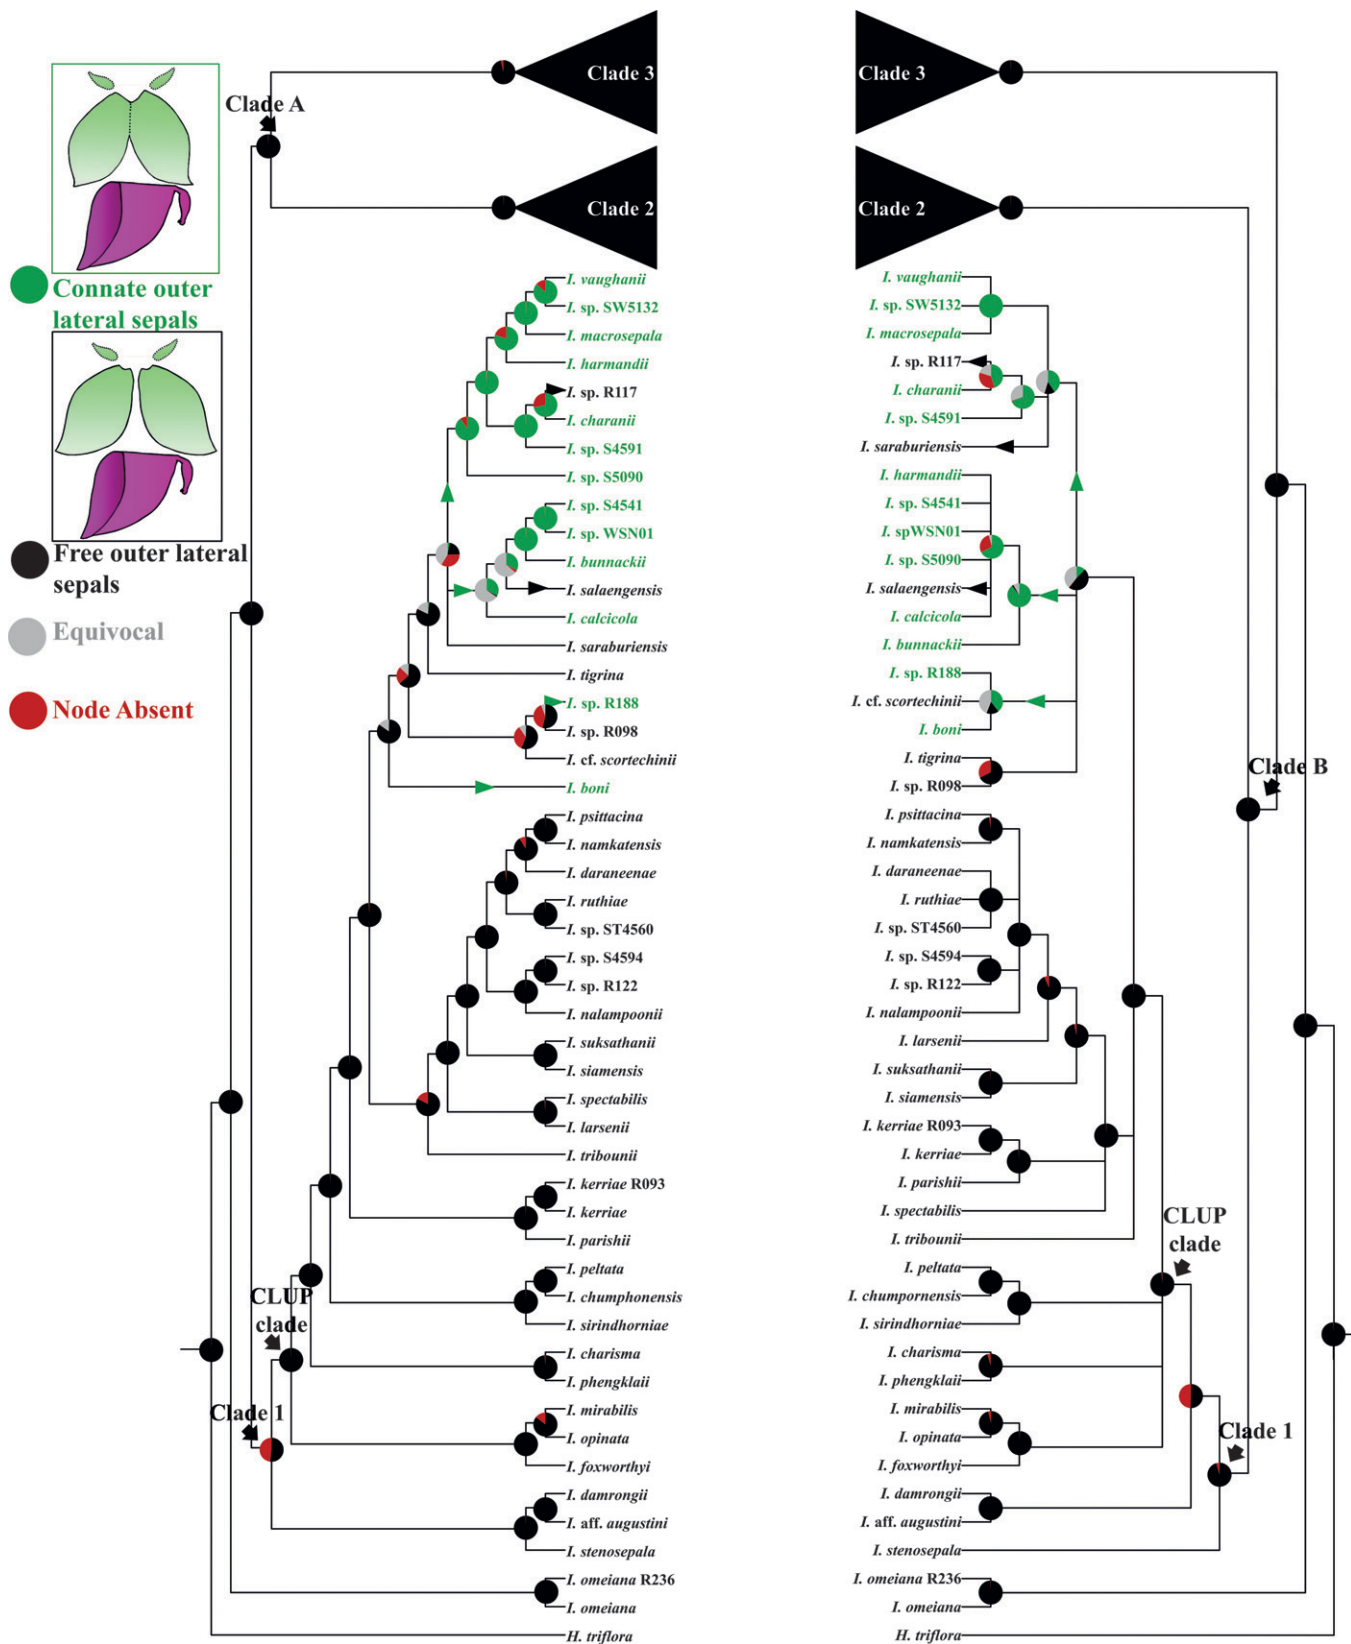 Clade A
Clade 3
Clade 2
Connate outer
lateral sepals
Free outer lateral
sepals
Equivocal
Node Absent
I. vaughanii
I. sp. SW5132
I. macrosepala
I. harmandii
I. sp. R117
I. charanii
I. sp. S4591
I. sp. S5090
I. sp. S4541
I. sp. WSN01
I. bunnackii
I. salaengensis
I. calcicola
I. saraburiensis
I. tigrina
I. sp. R188
I. sp. R098
I. cf. scortechinii
I. boni
I. psittacina
I. namkatensis
I. daraneenae
I. ruthiae
I. sp. ST4560
I. sp. S4594
I. sp. R122
I. nalampoonii
I. suksathanii
I. siamensis
I. spectabilis
I. larsenii
I. tribounii
I. kerriae R093
I. kerriae
I. parishii
I. peltata
I. chumphonensis
I. sirindhorniae
I. charisma
I. phengklaii
I. mirabilis
I. opinata
I. foxworthyi
I. damrongii
I. aff. augustini
I. stenosepala
I. omeiana R236
I. omeiana
H. triflora
CLUP
clade
Clade 1
Clade 3
Clade 2
I. vaughanii
I. sp. SW5132
I. macrosepala
I. sp. R117
I. charanii
I. sp. S4591
I. saraburiensis
I. harmandii
I. sp. S4541
I. spWSN01
I. sp. S5090
I. salaengensis
I. calcicola
I. bunnackii
I. sp. R188
I. cf. scortechinii
I. boni
I. tigrina
I. sp. R098
I. psittacina
I. namkatensis
I. daraneenae
I. ruthiae
I. sp. ST4560
I. sp. S4594
I. sp. R122
I. nalampoonii
I. larsenii
I. suksathanii
I. siamensis
I. kerriae R093
I. kerriae
I. parishii
I. spectabilis
I. tribounii
I. peltata
I. chumpornensis
I. sirindhorniae
I. charisma
I. phengklaii
I. mirabilis
I. opinata
I. foxworthyi
I. damrongii
I. aff. augustini
I. stenosepala
I. omeiana R236
I. omeiana
H. triflora
Clade B
CLUP
clade
Clade 1